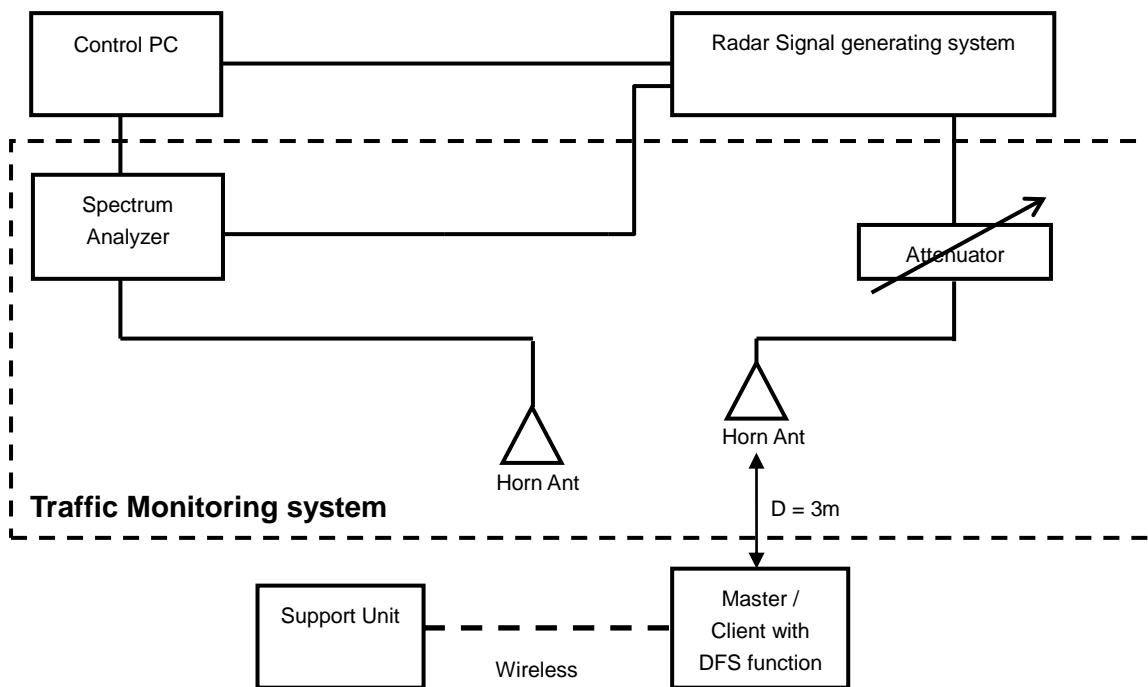 Control PC
Radar Signal generating system
Spectrum
Analyzer
Attenuator
Horn Ant
Horn Ant
Traffic Monitoring system
D = 3m
Support Unit
Wireless
Master /
Client with
DFS function